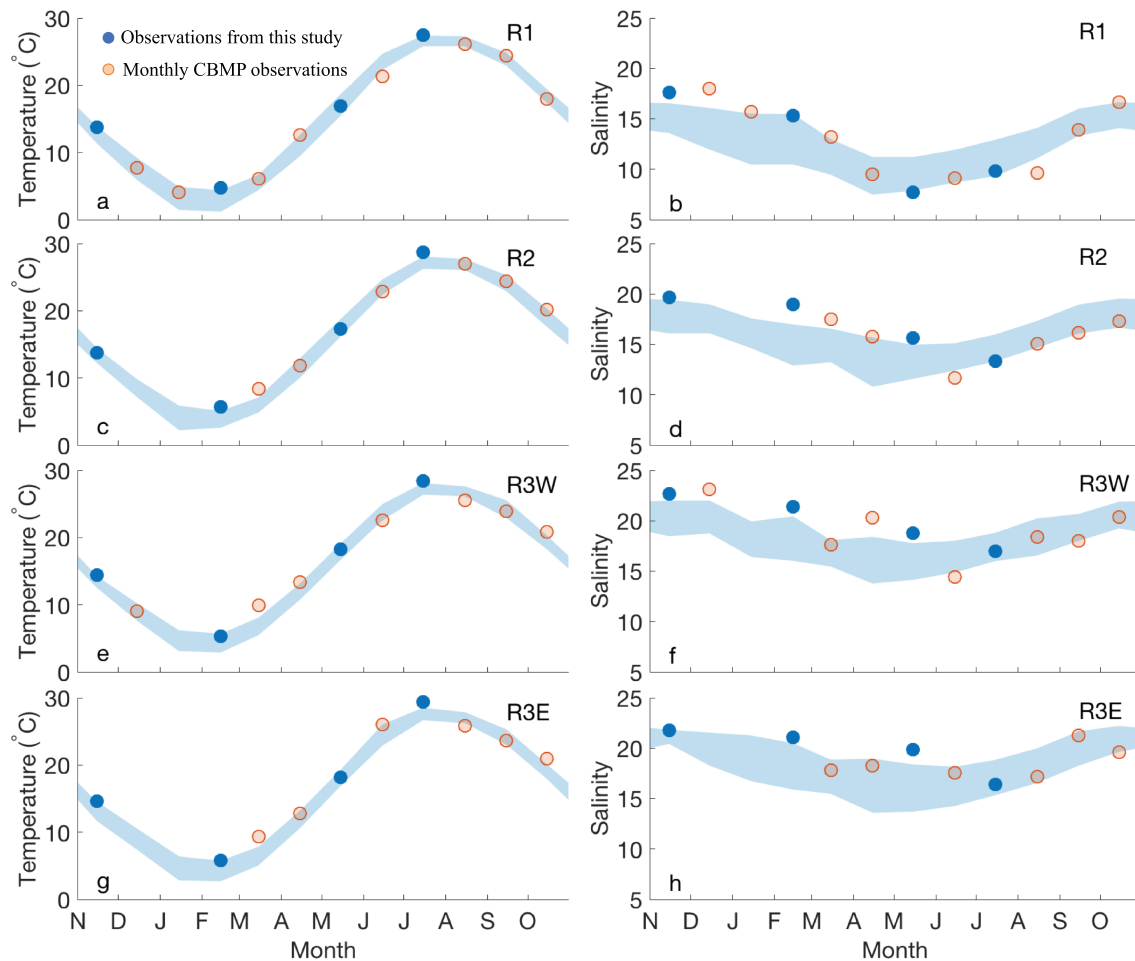 30
20
10
0
Temperature (°C)
Observations from this study
Monthly CBMP observations
R1
a
25
20
15
10
5
Salinity
R1
b
30
20
10
0
Temperature (°C)
R2
c
25
20
15
10
5
Salinity
R2
d
30
20
10
0
Temperature (°C)
R3W
e
25
20
15
10
5
Salinity
R3W
f
30
20
10
0
Temperature (°C)
R3E
g
N D J F M A M J J A S O
Month
25
20
15
10
5
Salinity
R3E
h
N D J F M A M J J A S O
Month